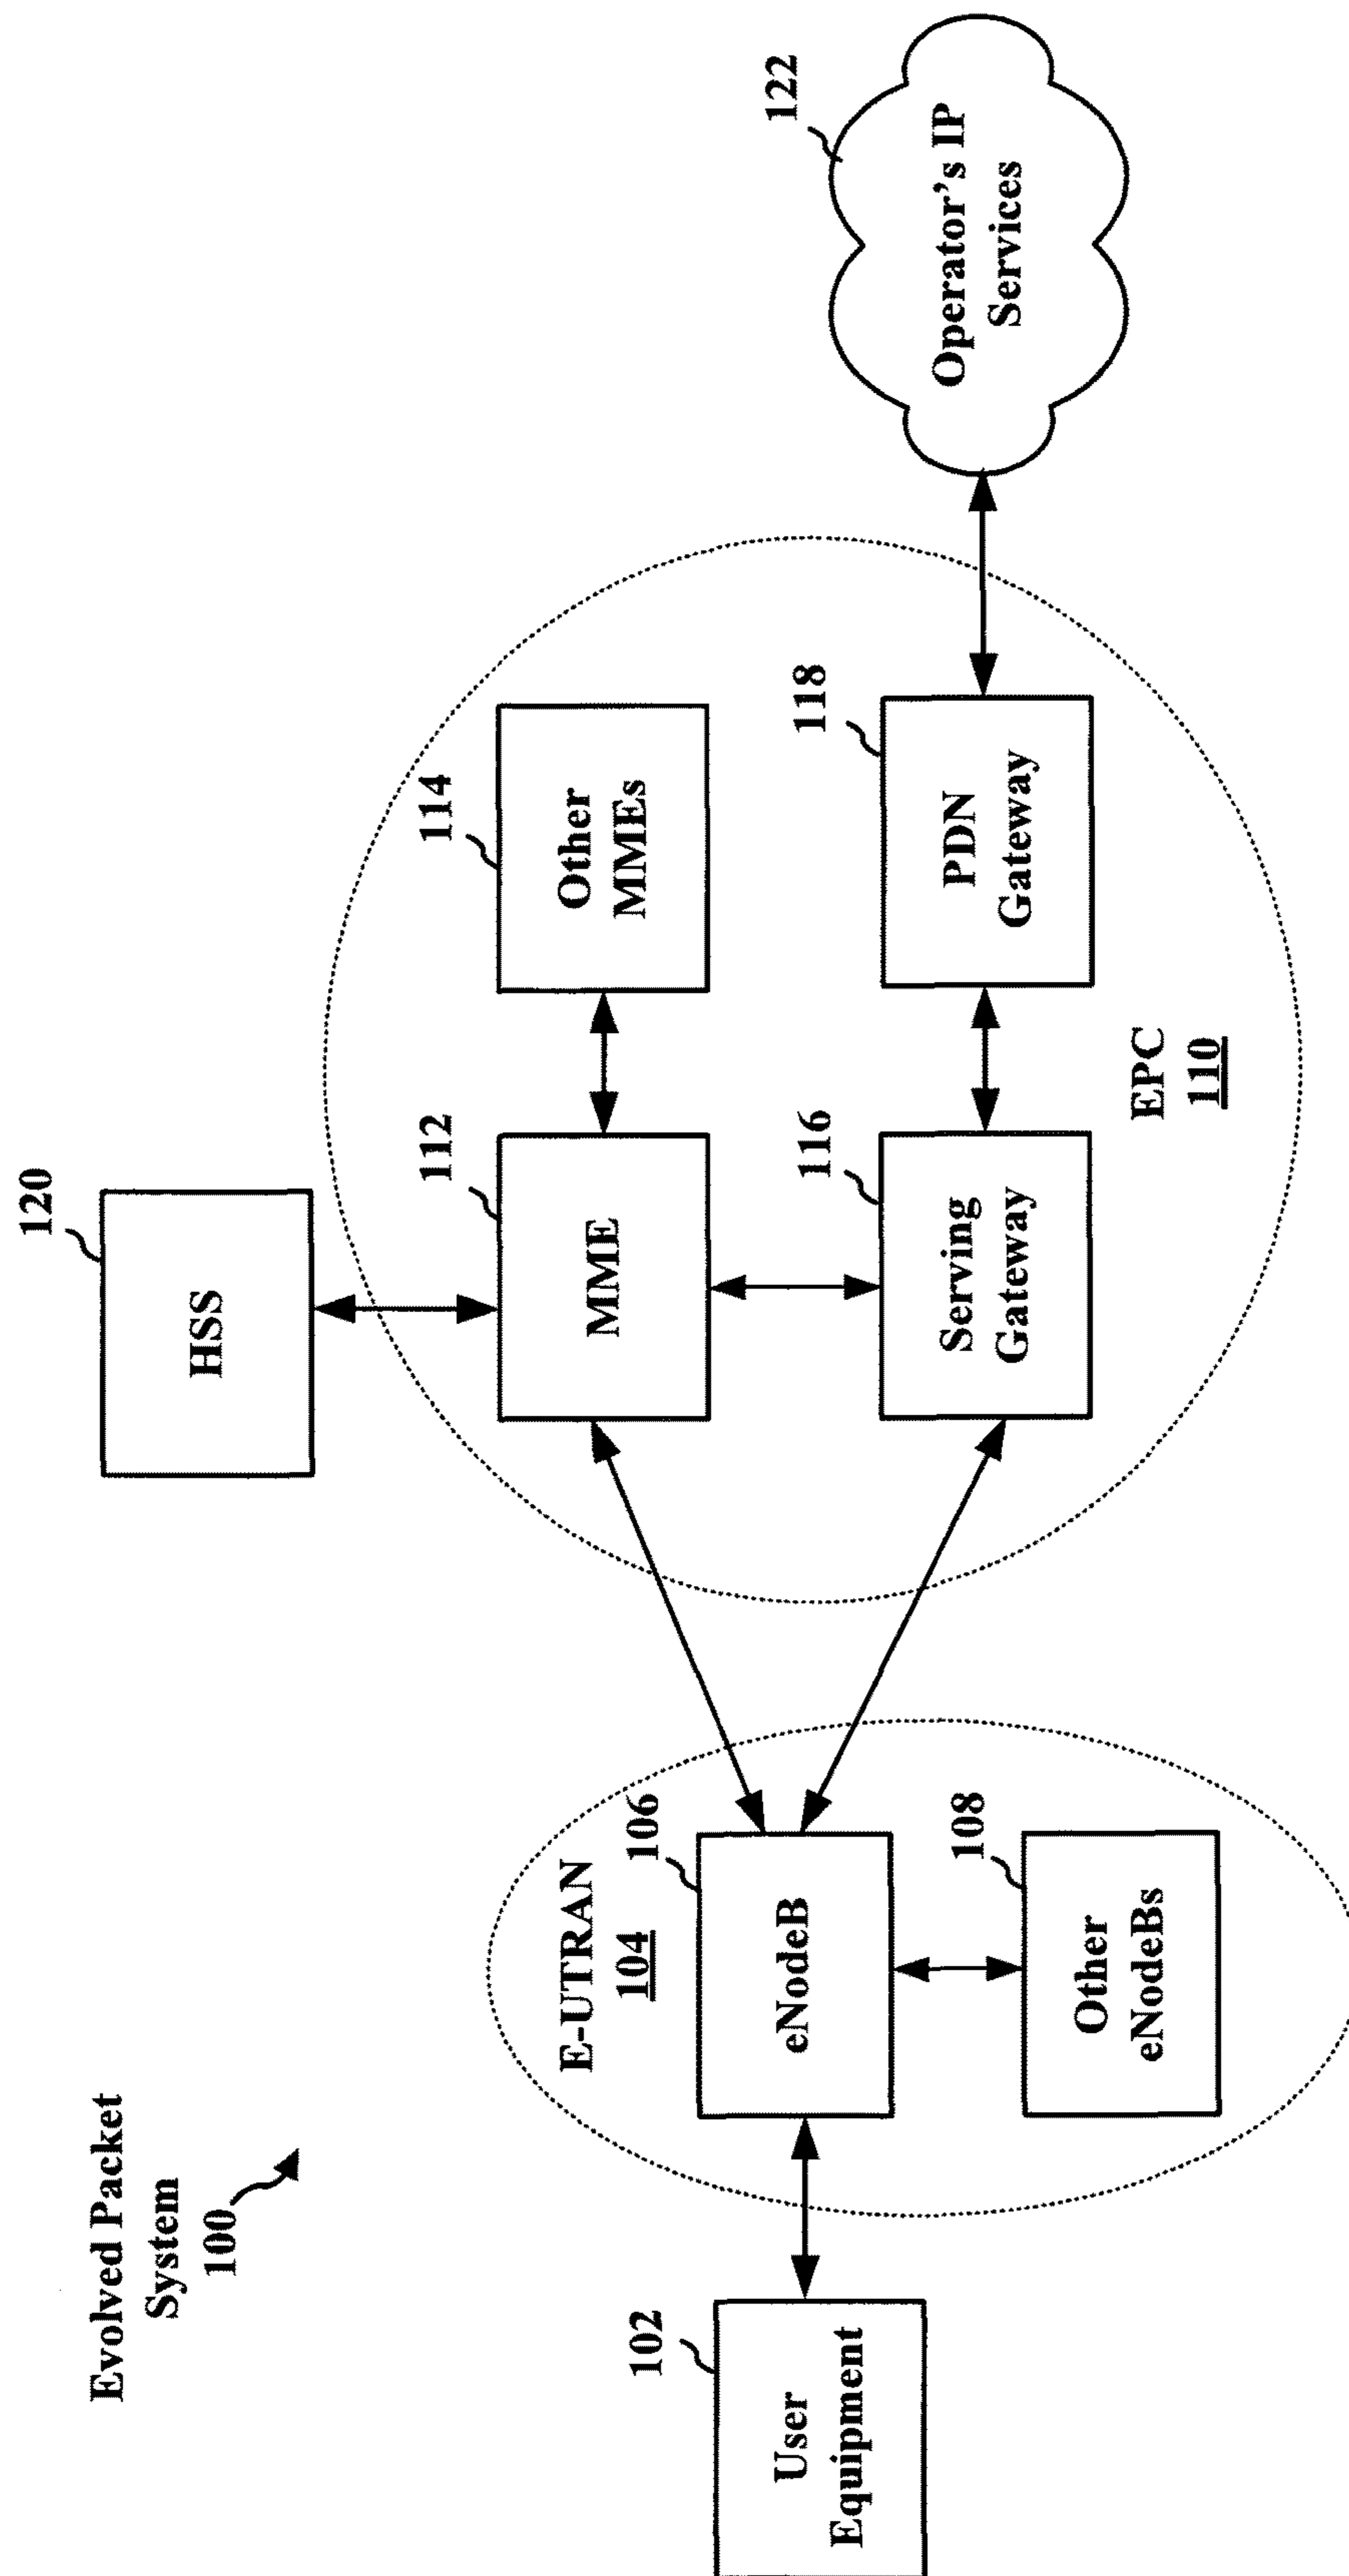 Evolved Packet
System
100
102
User
Equipment
E-UTRAN
104
106
eNodeB
108
Other
eNodeBs
120
HSS
112
MME
114
Other
MMEs
116
Serving
Gateway
118
PDN
Gateway
EPC
110
122
Operator's IP
Services